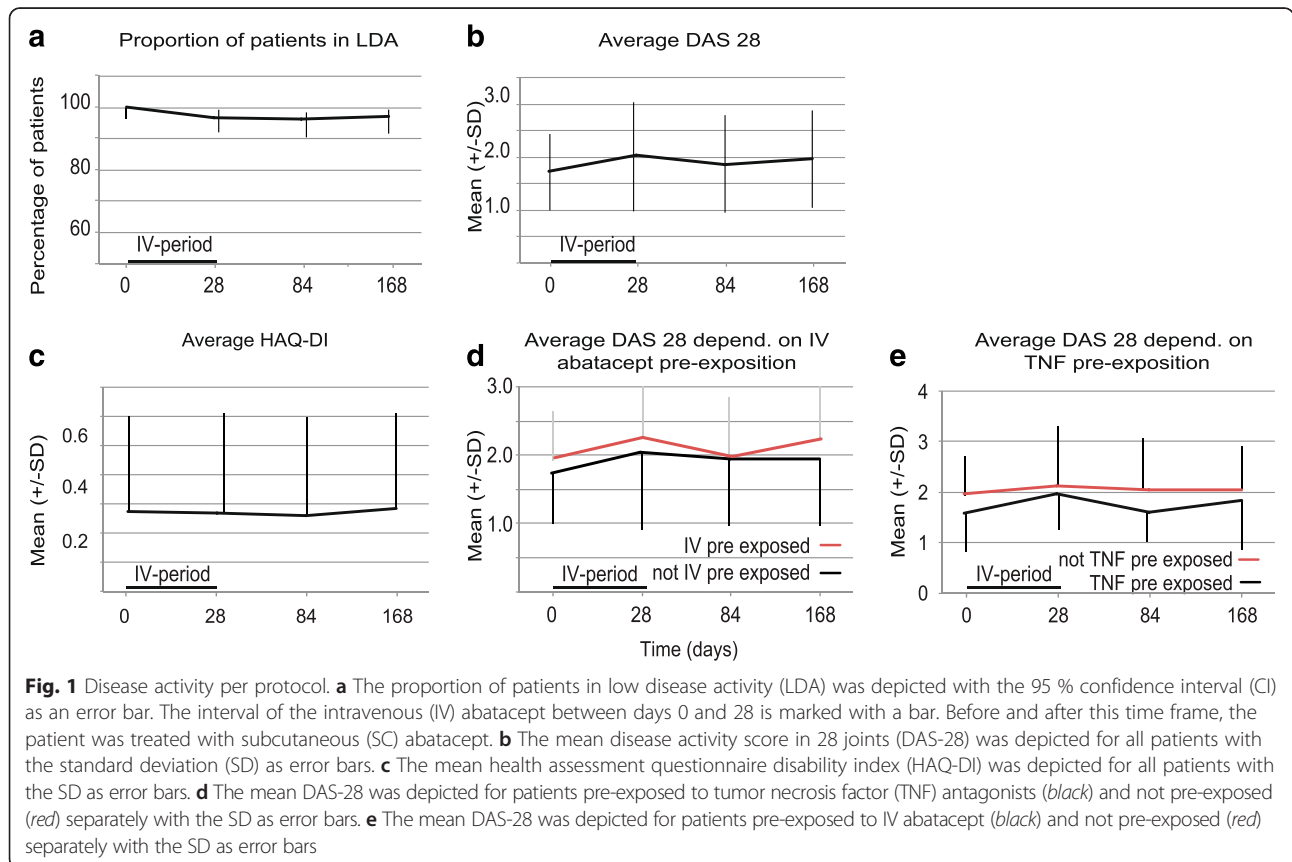 a Proportion of patients in LDA
Percentage of patients
100
80
60
IV-period
0 28 84 168
b Average DAS 28
Mean (+/-SD)
3.0
2.0
1.0
IV-period
0 28 84 168
c Average HAQ-DI
Mean (+/-SD)
0.6
0.4
0.2
IV-period
0 28 84 168
d Average DAS 28 depend. on IV
abatacept pre-exposition
Mean (+/-SD)
3.0
2.0
1.0
IV pre exposed
IV-period not IV pre exposed
0 28 84 168
Time (days)
e Average DAS 28 depend. on
TNF pre-exposition
Mean (+/-SD)
4
3
2
1
0
not TNF pre exposed
IV-period TNF pre exposed
0 28 84 168
Fig. 1 Disease activity per protocol. a The proportion of patients in low disease activity (LDA) was depicted with the 95 % confidence interval (CI)
as an error bar. The interval of the intravenous (IV) abatacept between days 0 and 28 is marked with a bar. Before and after this time frame, the
patient was treated with subcutaneous (SC) abatacept. b The mean disease activity score in 28 joints (DAS-28) was depicted for all patients with
the standard deviation (SD) as error bars. c The mean health assessment questionnaire disability index (HAQ-DI) was depicted for all patients with
the SD as error bars. d The mean DAS-28 was depicted for patients pre-exposed to tumor necrosis factor (TNF) antagonists (black) and not pre-exposed
(red) separately with the SD as error bars. e The mean DAS-28 was depicted for patients pre-exposed to IV abatacept (black) and not pre-exposed (red)
separately with the SD as error bars